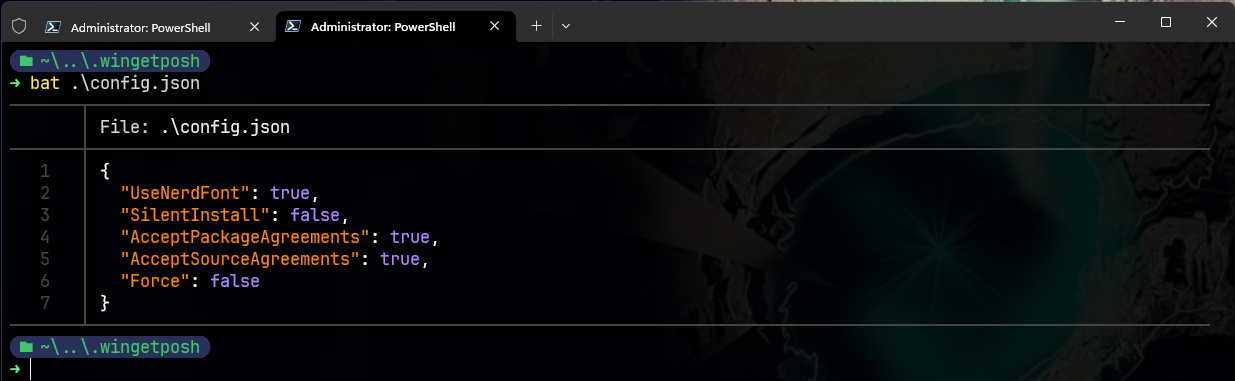 Administrator: PowerShell
Administrator: PowerShell
~\..\.wingetposh
➜ bat .\config.json
File: .\config.json
1 {
2 "UseNerdFont": true,
3 "SilentInstall": false,
4 "AcceptPackageAgreements": true,
5 "AcceptSourceAgreements": true,
6 "Force": false
7 }
~\..\.wingetposh
➜